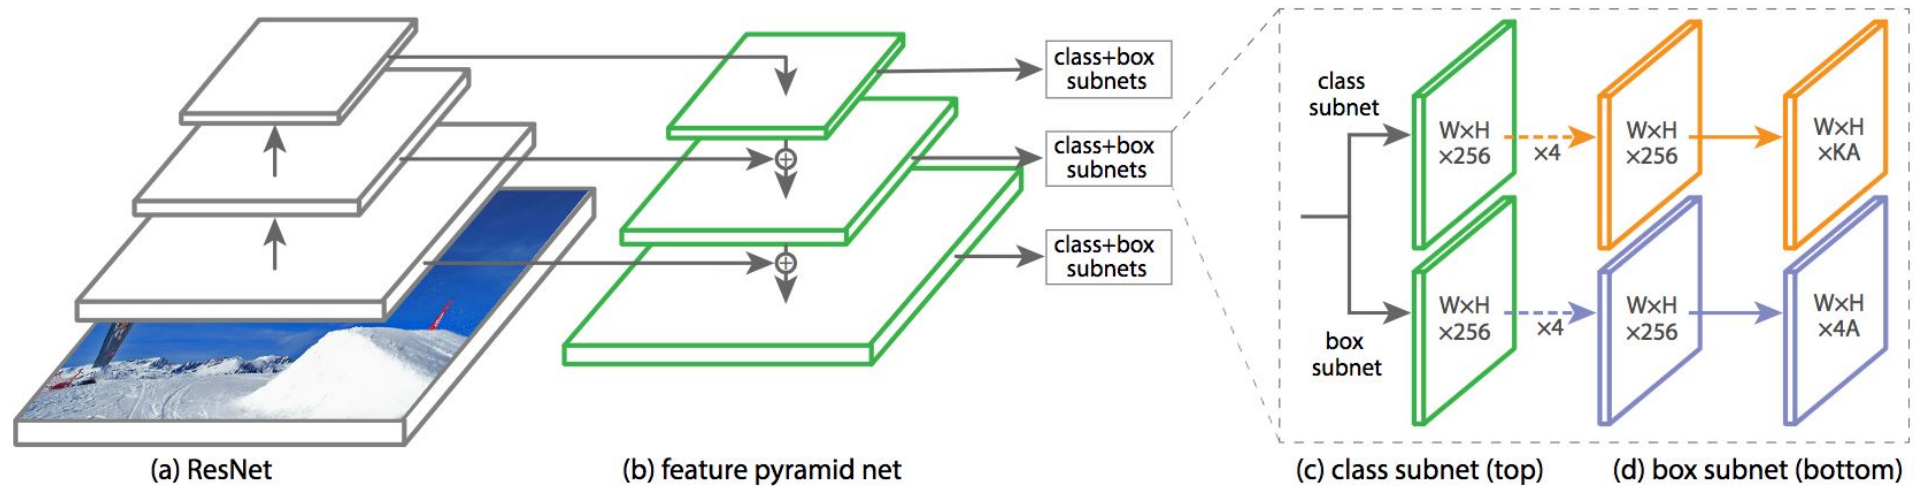 class+box
subnets
class+box
subnets
class+box
subnets
class
subnet
W×H
×256
×4
W×H
×256
W×H
×KA
box
subnet
W×H
×256
×4
W×H
×256
W×H
×4A
(a) ResNet
(b) feature pyramid net
(c) class subnet (top)
(d) box subnet (bottom)